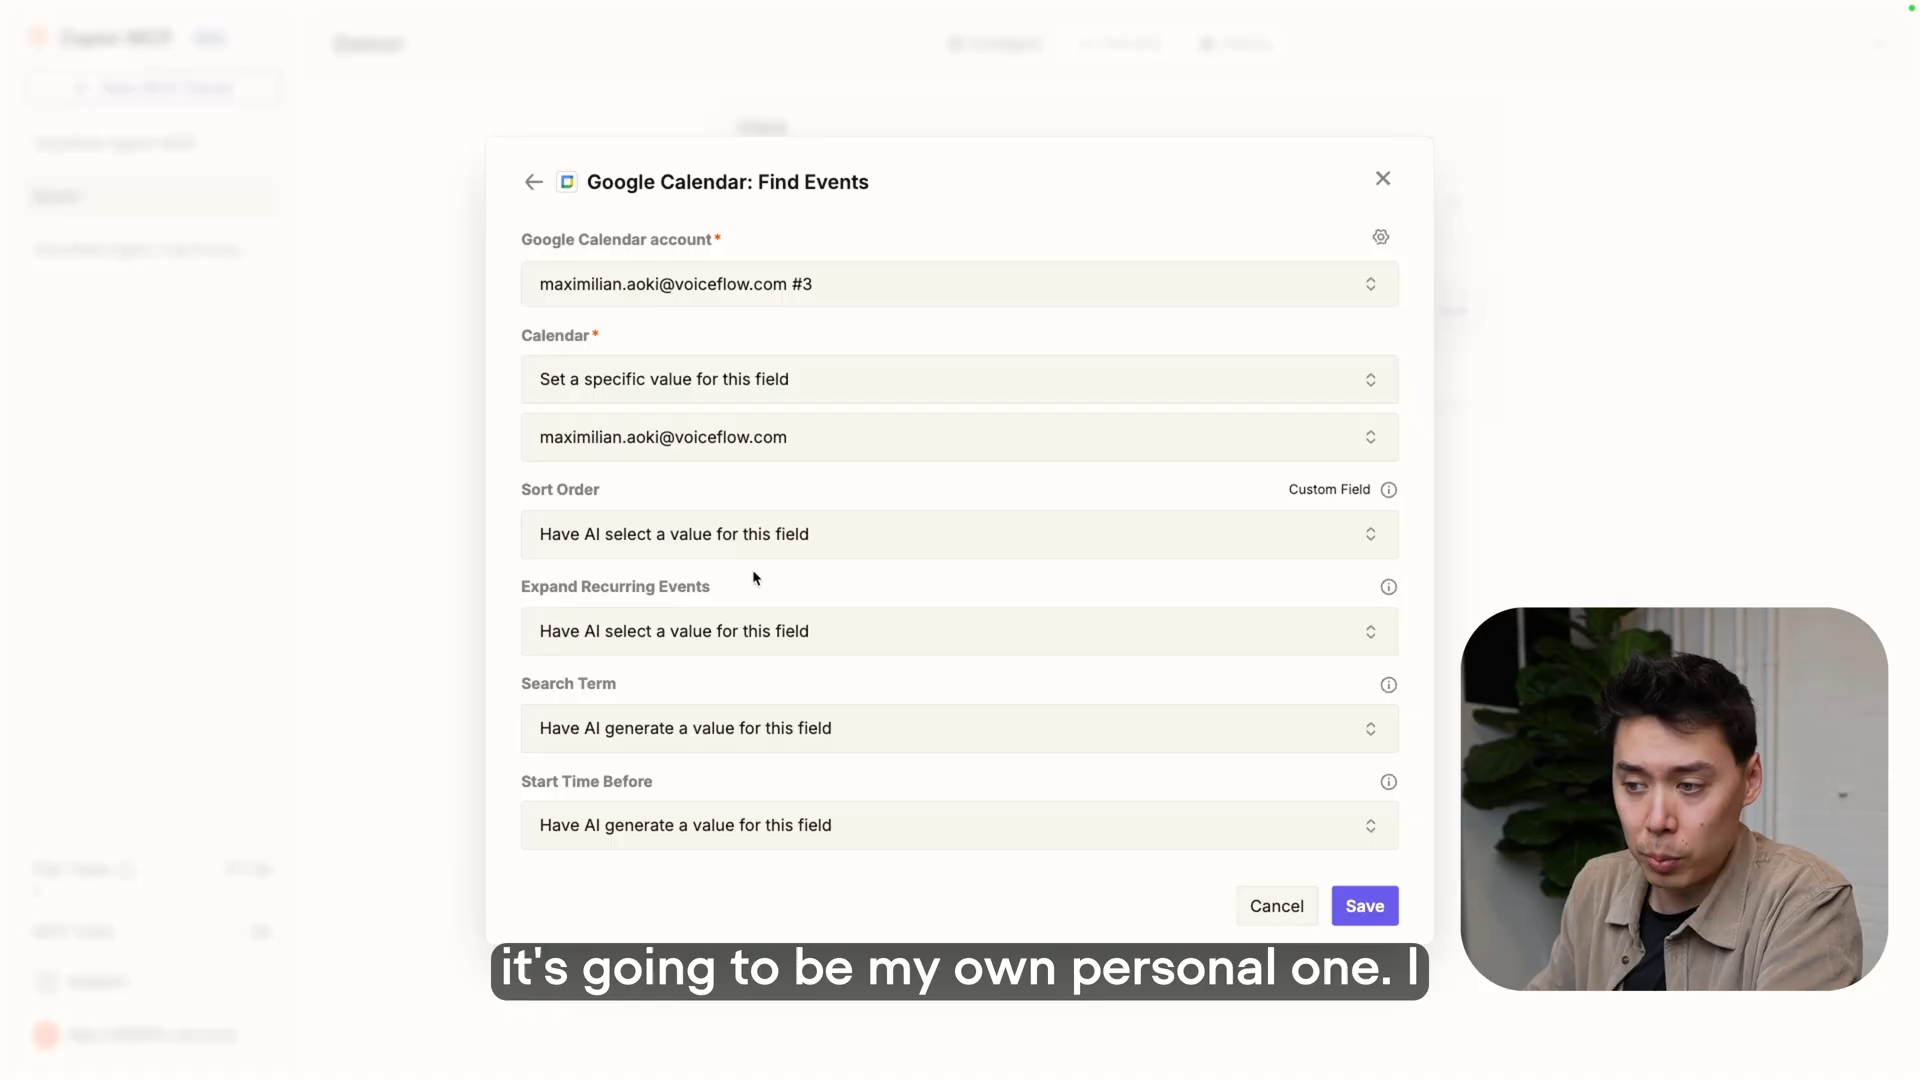 Google Calendar: Find Events
Google Calendar account*
maximilian.aoki@voiceflow.com #3
Calendar*
Set a specific value for this field
maximilian.aoki@voiceflow.com
Sort Order
Custom Field
Have AI select a value for this field
Expand Recurring Events
Have AI select a value for this field
Search Term
Have AI generate a value for this field
Start Time Before
Have AI generate a value for this field
Cancel
Save
it's going to be my own personal one. I